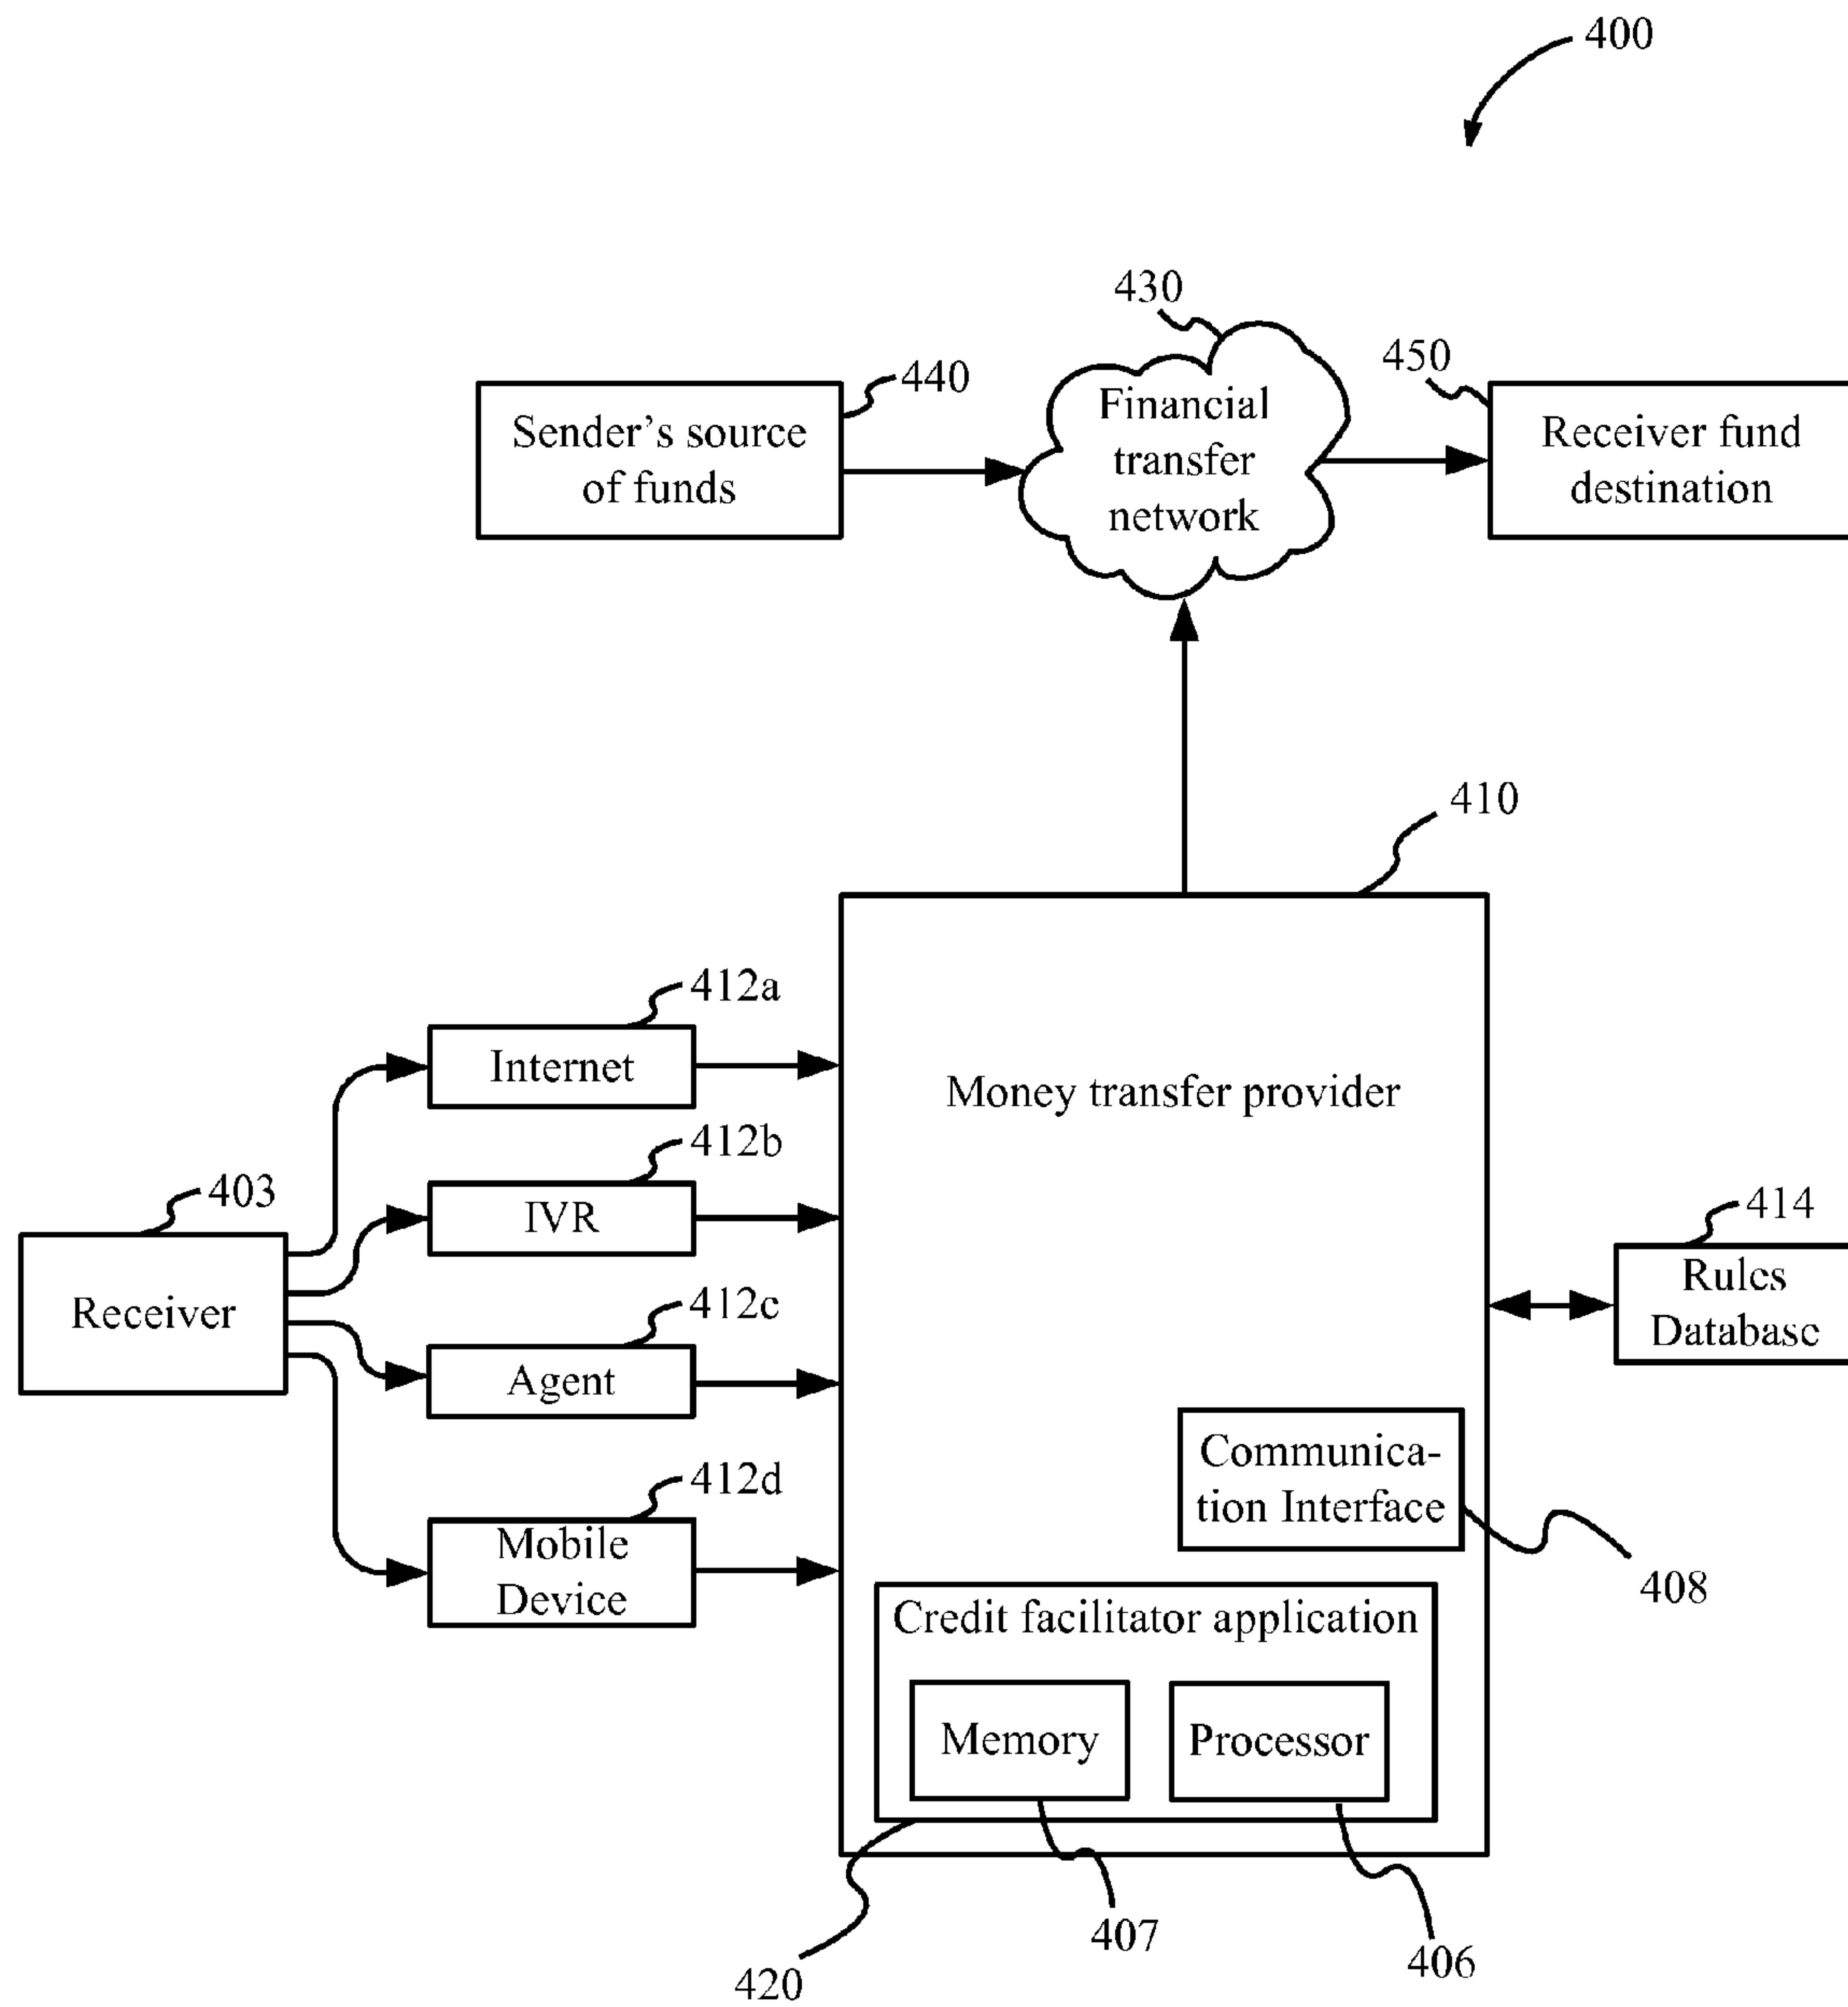 400
430
440
450
Sender's source
of funds
Financial
transfer
network
Receiver fund
destination
410
412a
Internet
Money transfer provider
412b
IVR
403
Receiver
414
Rules
Database
412c
Agent
Communica-
tion Interface
408
412d
Mobile
Device
Credit facilitator application
Memory
Processor
407
406
420